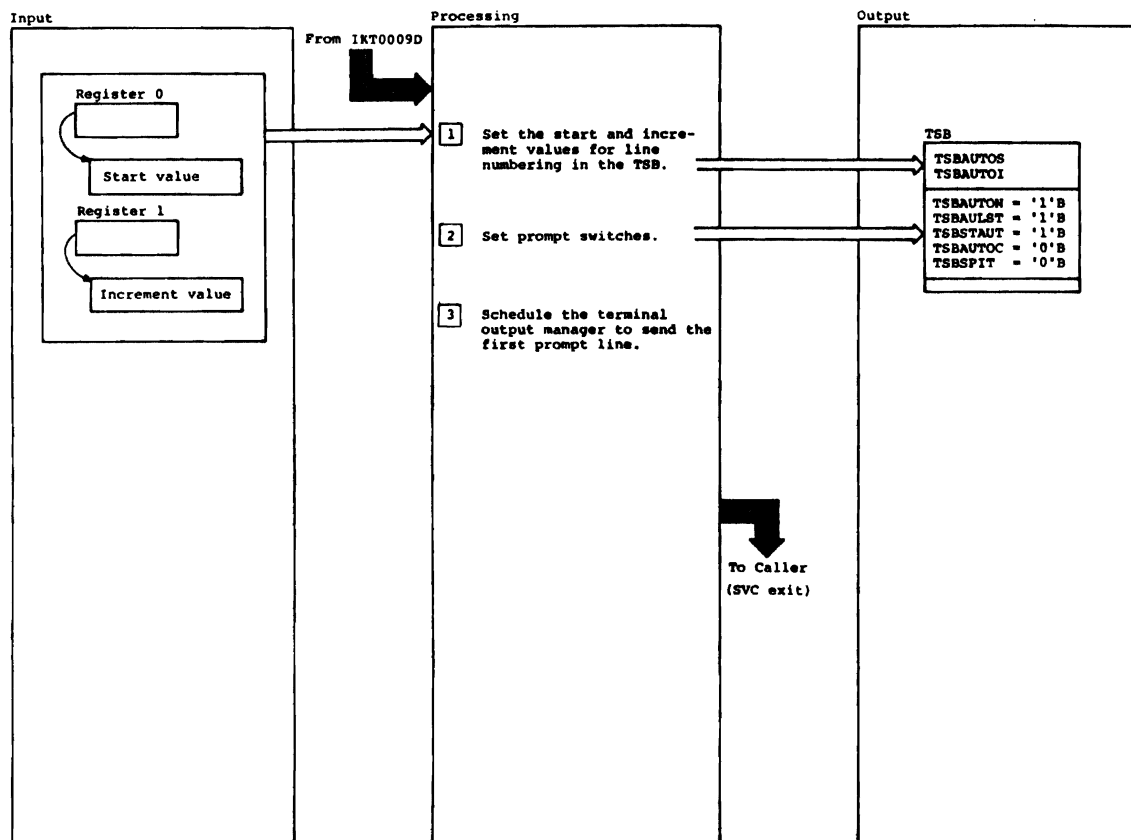 Input
Processing
Output
From IKT0009D
Register 0
Start value
Register 1
Increment value
1 Set the start and incre-
ment values for line
numbering in the TSB.
2 Set prompt switches.
3 Schedule the terminal
output manager to send the
first prompt line.
TSB
TSBAUTOS
TSBAUTOI
TSBAUTON = '1'B
TSBAULST = '1'B
TSBSTAUT = '1'B
TSBAUTOC = '0'B
TSBSPIT = '0'B
To Caller
(SVC exit)